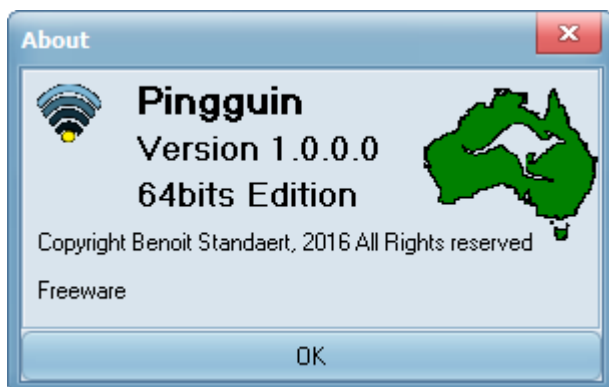 About
Pingguin
Version 1.0.0.0
64bits Edition
Copyright Benoit Standaert, 2016 All Rights reserved
Freeware
OK